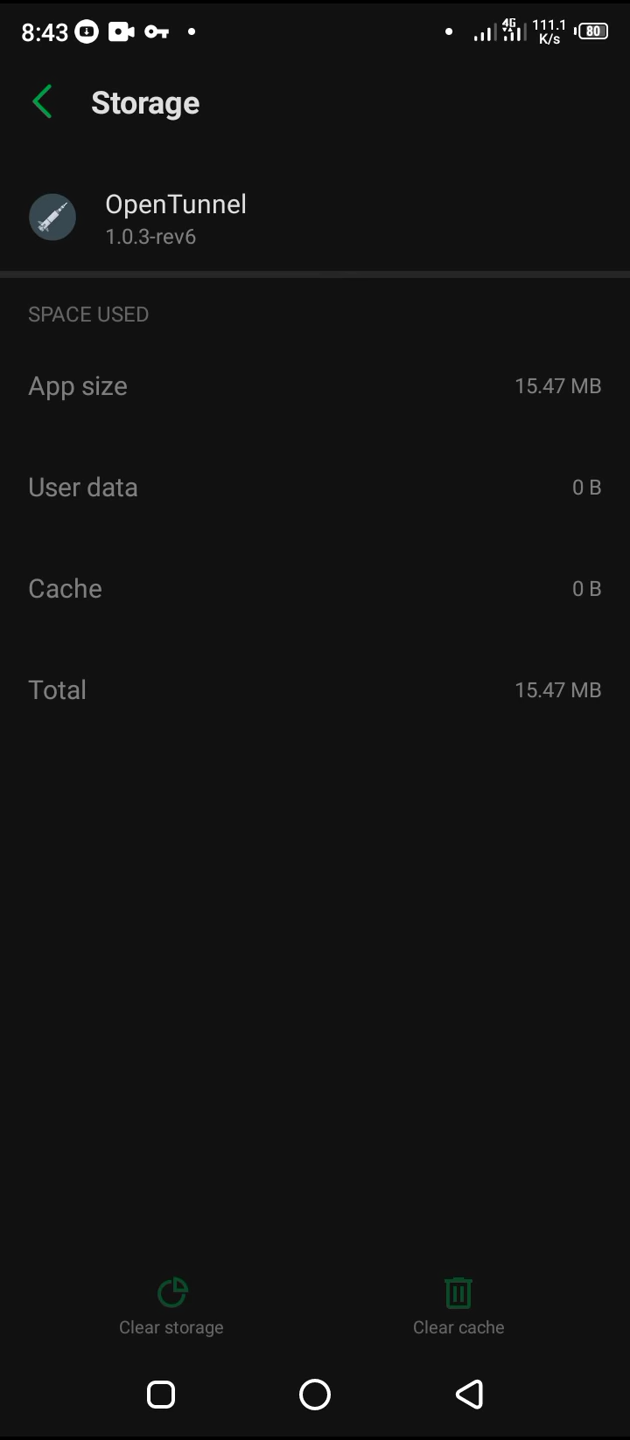 8:43
4G
111.1
K/s
80
Storage
OpenTunnel
1.0.3-rev6
SPACE USED
App size 15.47 MB
User data 0 B
Cache 0 B
Total 15.47 MB
Clear storage Clear cache